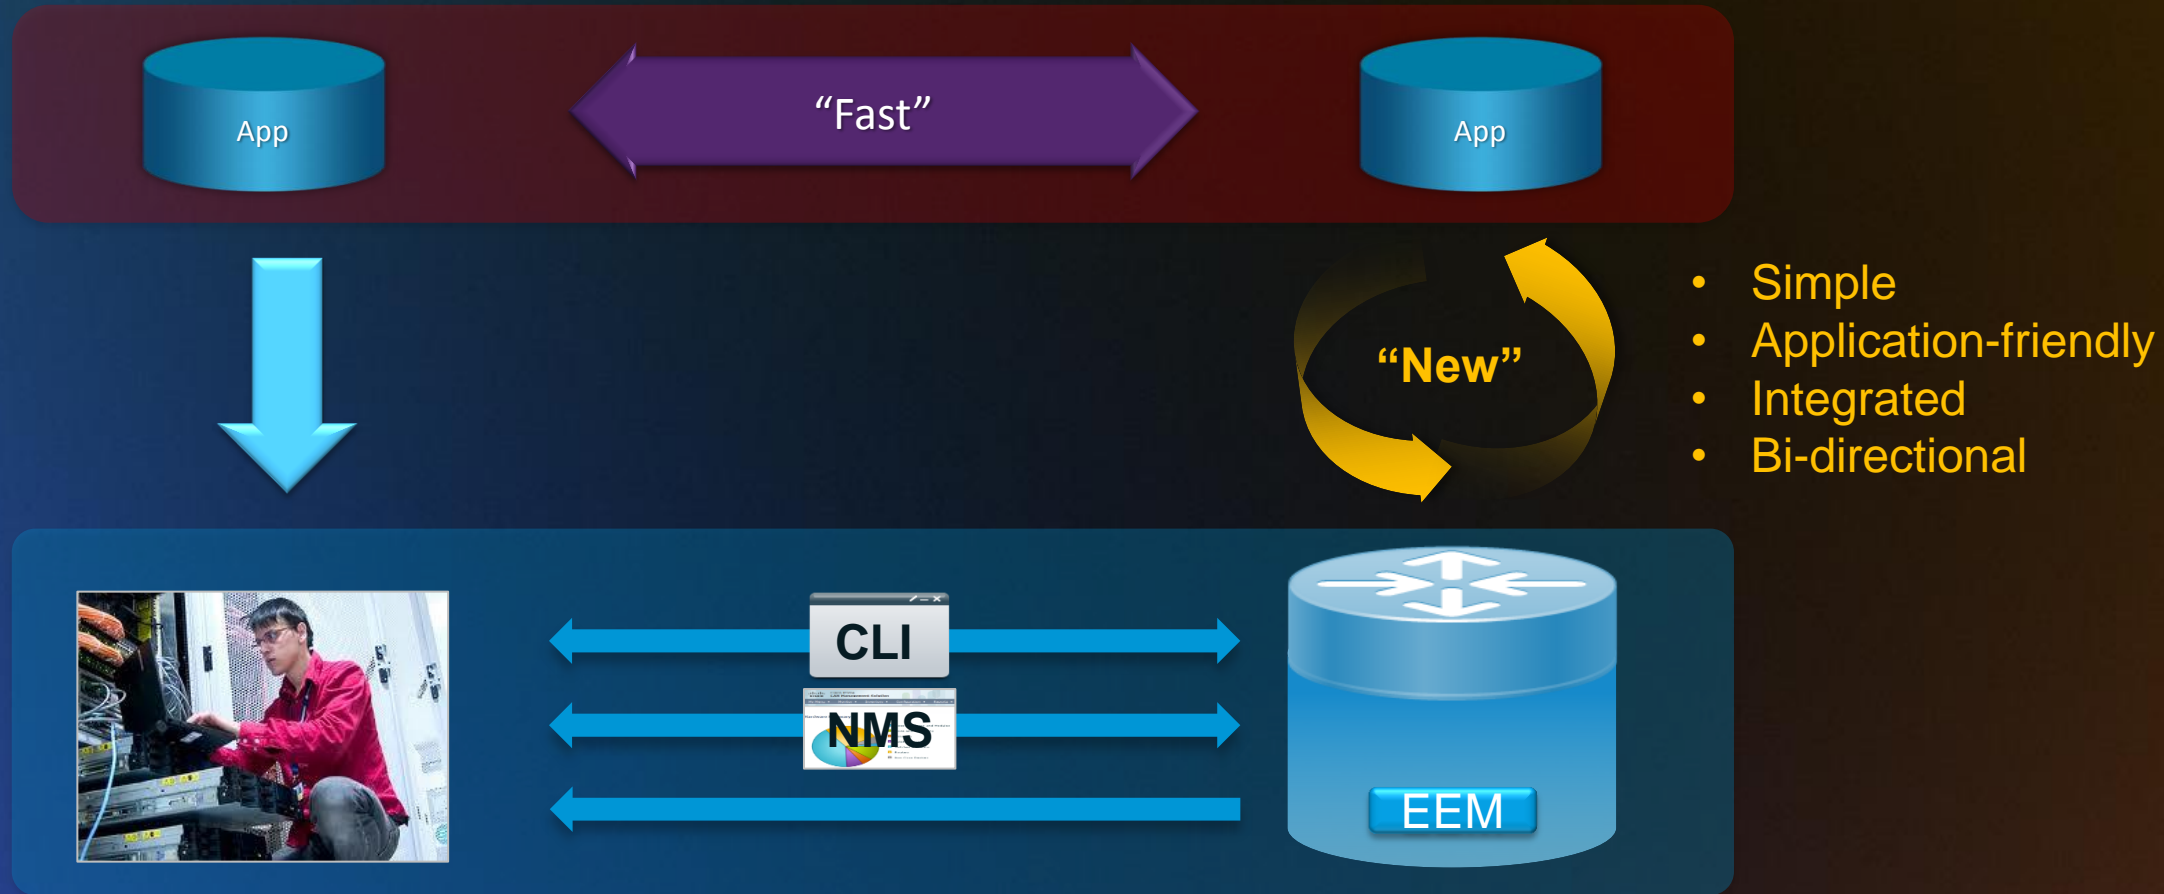 App
“Fast”
App
“New”
• Simple
• Application-friendly
• Integrated
• Bi-directional
CLI
NMS
EEM